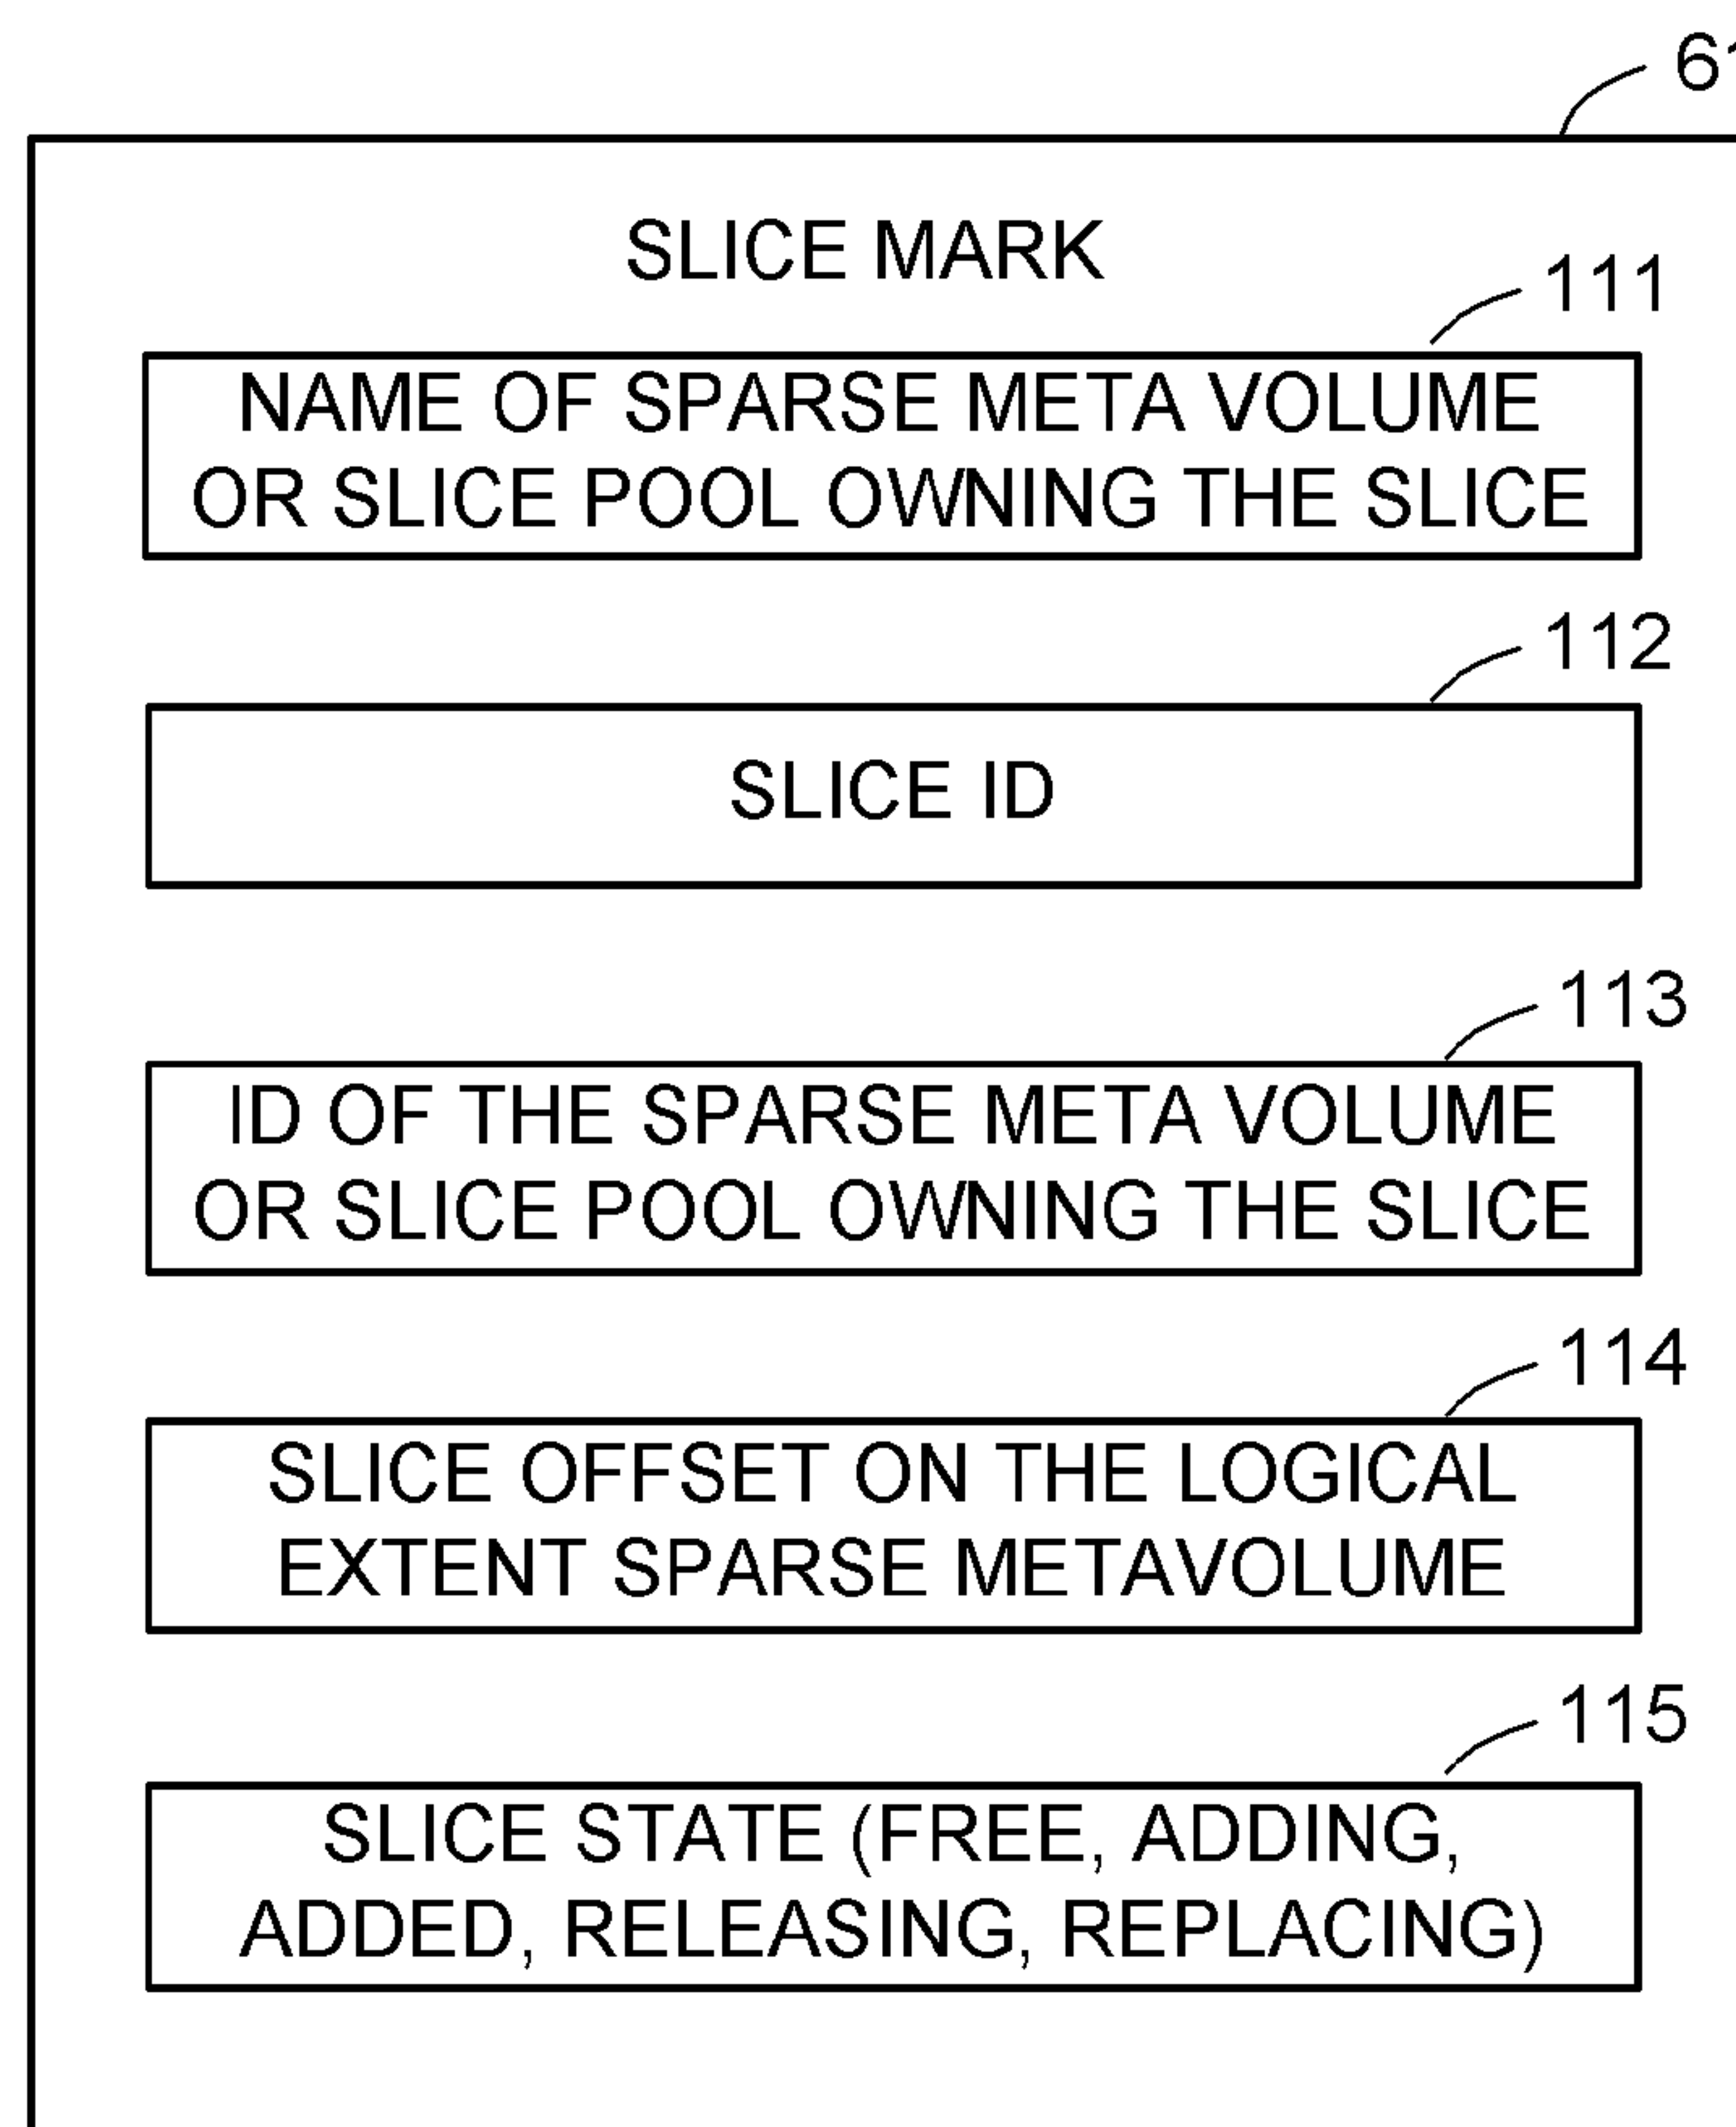 61
SLICE MARK
111
NAME OF SPARSE META VOLUME
OR SLICE POOL OWNING THE SLICE
112
SLICE ID
113
ID OF THE SPARSE META VOLUME
OR SLICE POOL OWNING THE SLICE
114
SLICE OFFSET ON THE LOGICAL
EXTENT SPARSE METAVOLUME
115
SLICE STATE (FREE, ADDING,
ADDED, RELEASING, REPLACING)